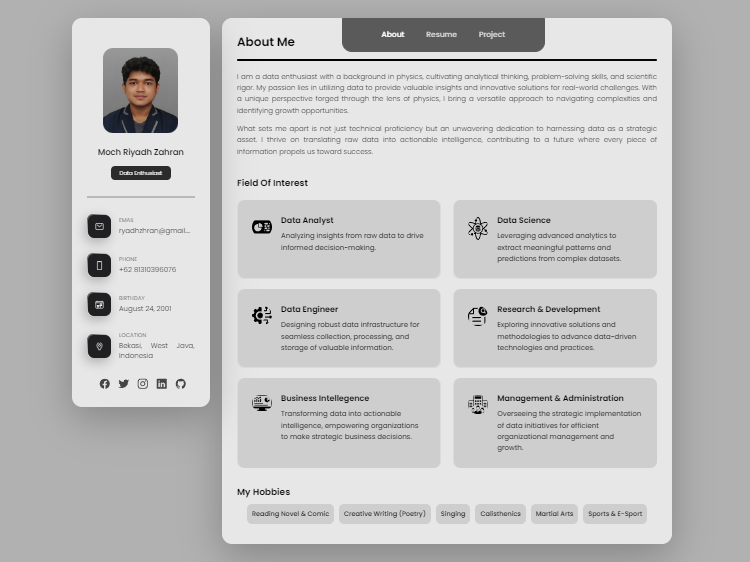 Moch Riyadh Zahran
Data Enthusiast
EMAIL
ryadhzhran@gmail...
PHONE
+62 81310396076
BIRTHDAY
August 24, 2001
LOCATION
Bekasi, West Java,
Indonesia
About Resume Project
About Me
I am a data enthusiast with a background in physics, cultivating analytical thinking, problem-solving skills, and scientific
rigor. My passion lies in utilizing data to provide valuable insights and innovative solutions for real-world challenges. With
a unique perspective forged through the lens of physics, I bring a versatile approach to navigating complexities and
identifying growth opportunities.
What sets me apart is not just technical proficiency but an unwavering dedication to harnessing data as a strategic
asset. I thrive on translating raw data into actionable intelligence, contributing to a future where every piece of
information propels us toward success.
Field Of Interest
Data Analyst
Analyzing insights from raw data to drive
informed decision-making.
Data Science
Leveraging advanced analytics to
extract meaningful patterns and
predictions from complex datasets.
Data Engineer
Designing robust data infrastructure for
seamless collection, processing, and
storage of valuable information.
Research & Development
Exploring innovative solutions and
methodologies to advance data-driven
technologies and practices.
Business Intellegence
Transforming data into actionable
intelligence, empowering organizations
to make strategic business decisions.
Management & Administration
Overseeing the strategic implementation
of data initiatives for efficient
organizational management and
growth.
My Hobbies
Reading Novel & Comic Creative Writing (Poetry) Singing Calisthenics Martial Arts Sports & E-Sport